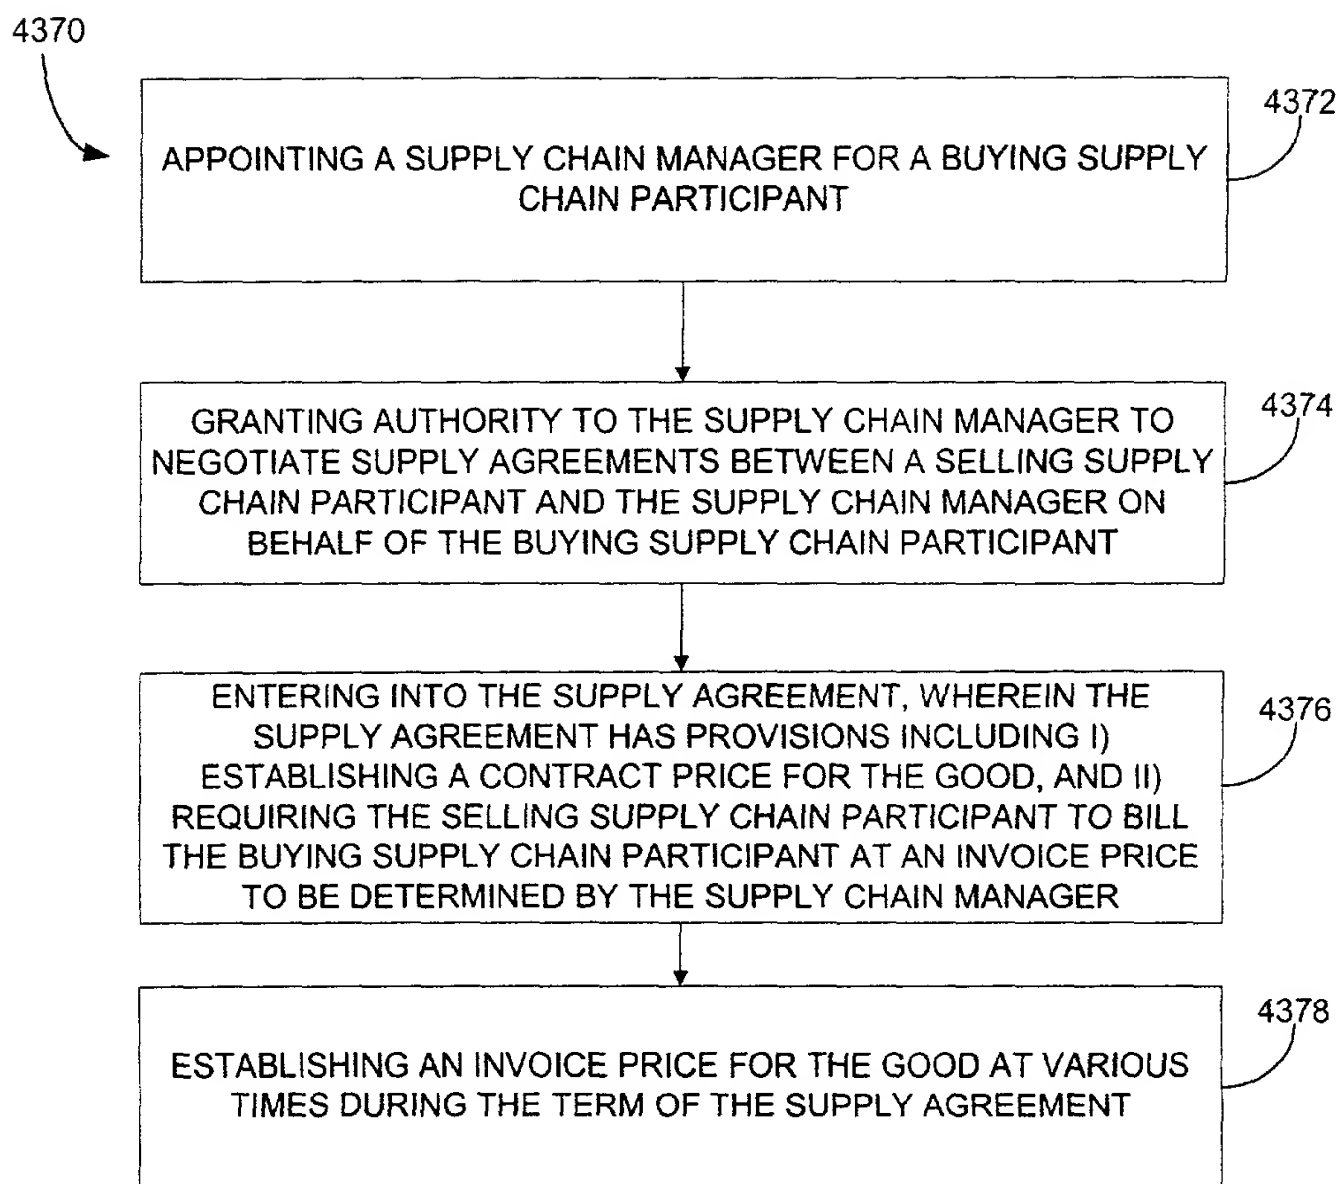 4370
4372
APPOINTING A SUPPLY CHAIN MANAGER FOR A BUYING SUPPLY
CHAIN PARTICIPANT
4374
GRANTING AUTHORITY TO THE SUPPLY CHAIN MANAGER TO
NEGOTIATE SUPPLY AGREEMENTS BETWEEN A SELLING SUPPLY
CHAIN PARTICIPANT AND THE SUPPLY CHAIN MANAGER ON
BEHALF OF THE BUYING SUPPLY CHAIN PARTICIPANT
4376
ENTERING INTO THE SUPPLY AGREEMENT, WHEREIN THE
SUPPLY AGREEMENT HAS PROVISIONS INCLUDING I)
ESTABLISHING A CONTRACT PRICE FOR THE GOOD, AND II)
REQUIRING THE SELLING SUPPLY CHAIN PARTICIPANT TO BILL
THE BUYING SUPPLY CHAIN PARTICIPANT AT AN INVOICE PRICE
TO BE DETERMINED BY THE SUPPLY CHAIN MANAGER
4378
ESTABLISHING AN INVOICE PRICE FOR THE GOOD AT VARIOUS
TIMES DURING THE TERM OF THE SUPPLY AGREEMENT